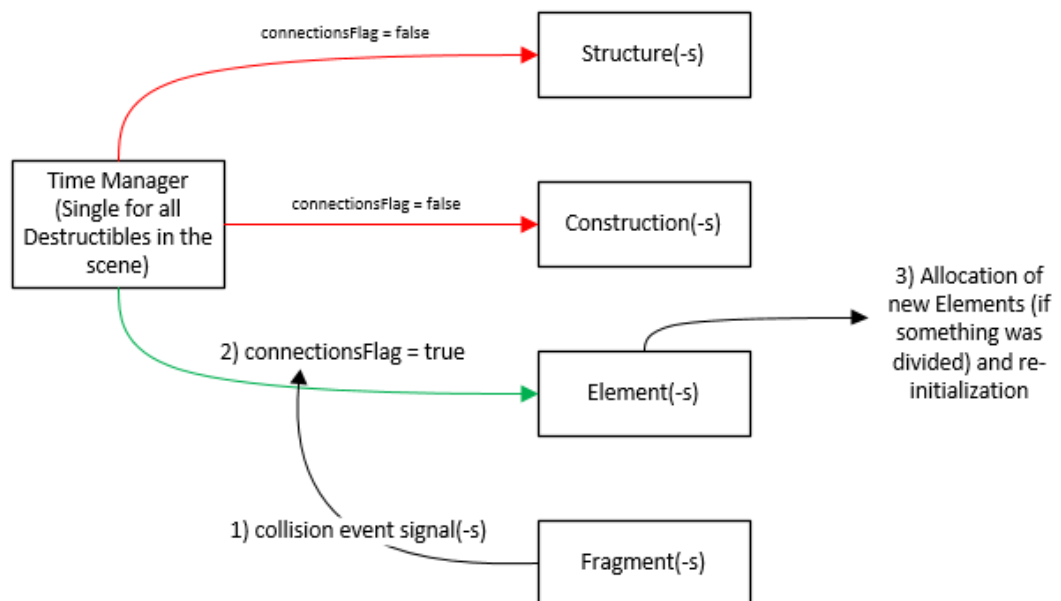 connectionsFlag = false
Structure(-s)
Time Manager
(Single for all
Destructibles in the
scene)
connectionsFlag = false
Construction(-s)
3) Allocation of
new Elements (if
something was
divided) and re-
initialization
2) connectionsFlag = true
Element(-s)
1) collision event signal(-s)
Fragment(-s)